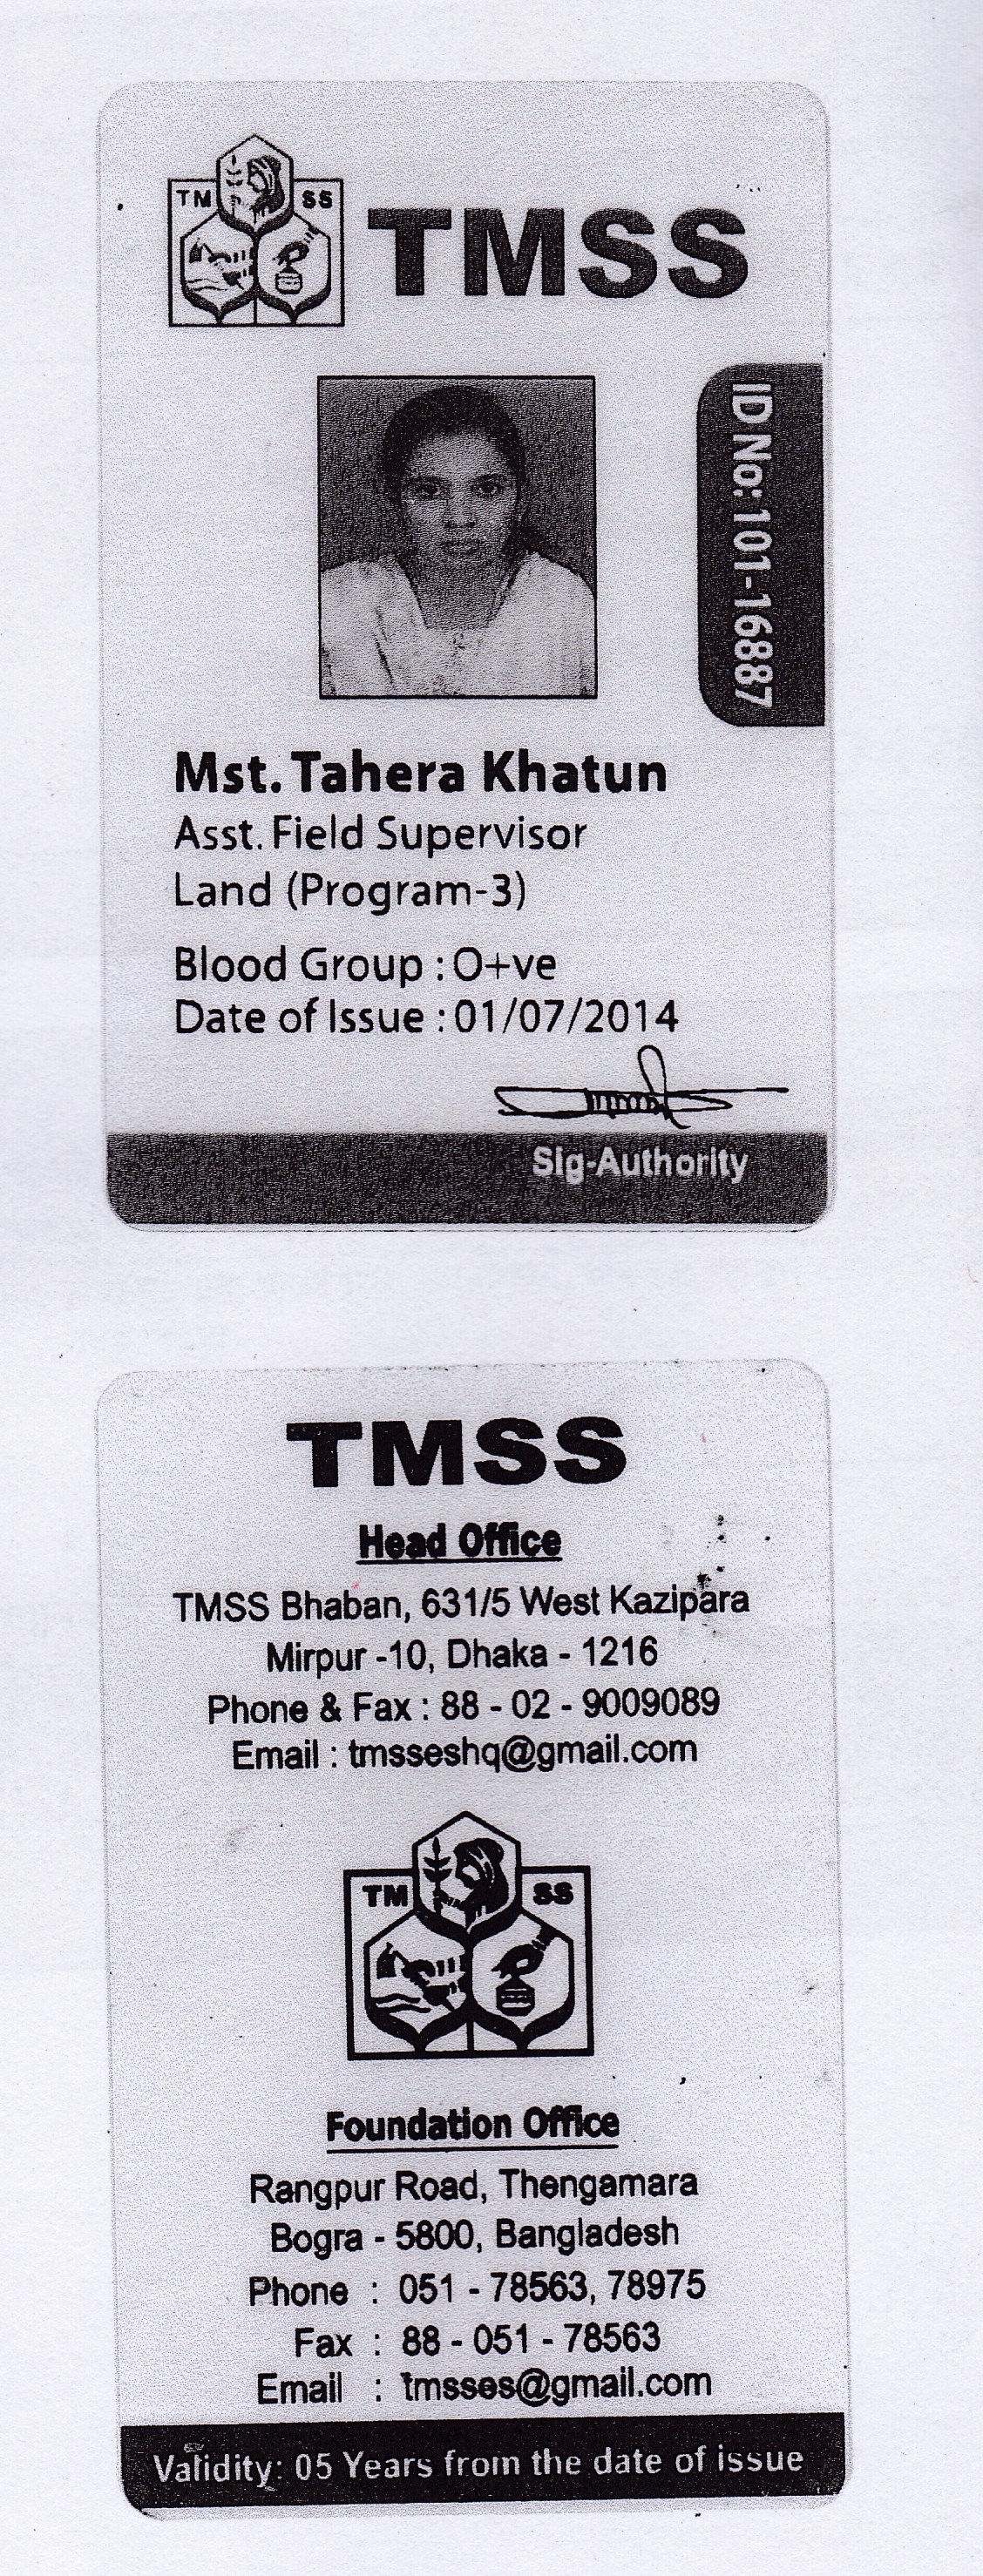 TM SS
TMSS
ID No: 101-16887
Mst. Tahera Khatun
Asst. Field Supervisor
Land (Program-3)
Blood Group : O+ve
Date of Issue : 01/07/2014
Sig-Authority
TMSS
Head Office
TMSS Bhaban, 631/5 West Kazipara
Mirpur -10, Dhaka - 1216
Phone & Fax : 88 - 02 - 9009089
Email : tmsseshq@gmail.com
TM SS
Foundation Office
Rangpur Road, Thengamara
Bogra - 5800, Bangladesh
Phone : 051 - 78563, 78975
Fax : 88 - 051 - 78563
Email : tmsses@gmail.com
Validity: 05 Years from the date of issue